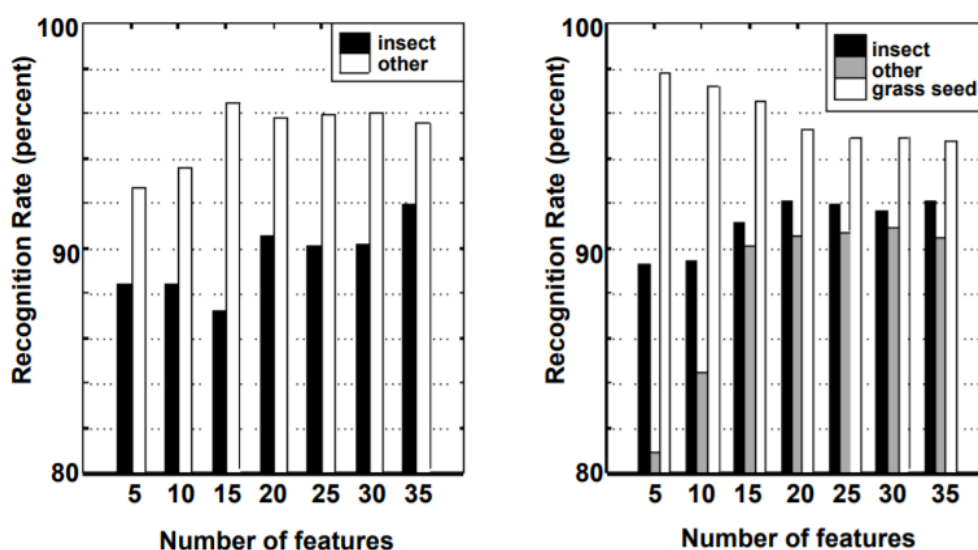 100
90
80
Recognition Rate (percent)
insect
other
5 10 15 20 25 30 35
Number of features
100
90
80
Recognition Rate (percent)
insect
other
grass seed
5 10 15 20 25 30 35
Number of features